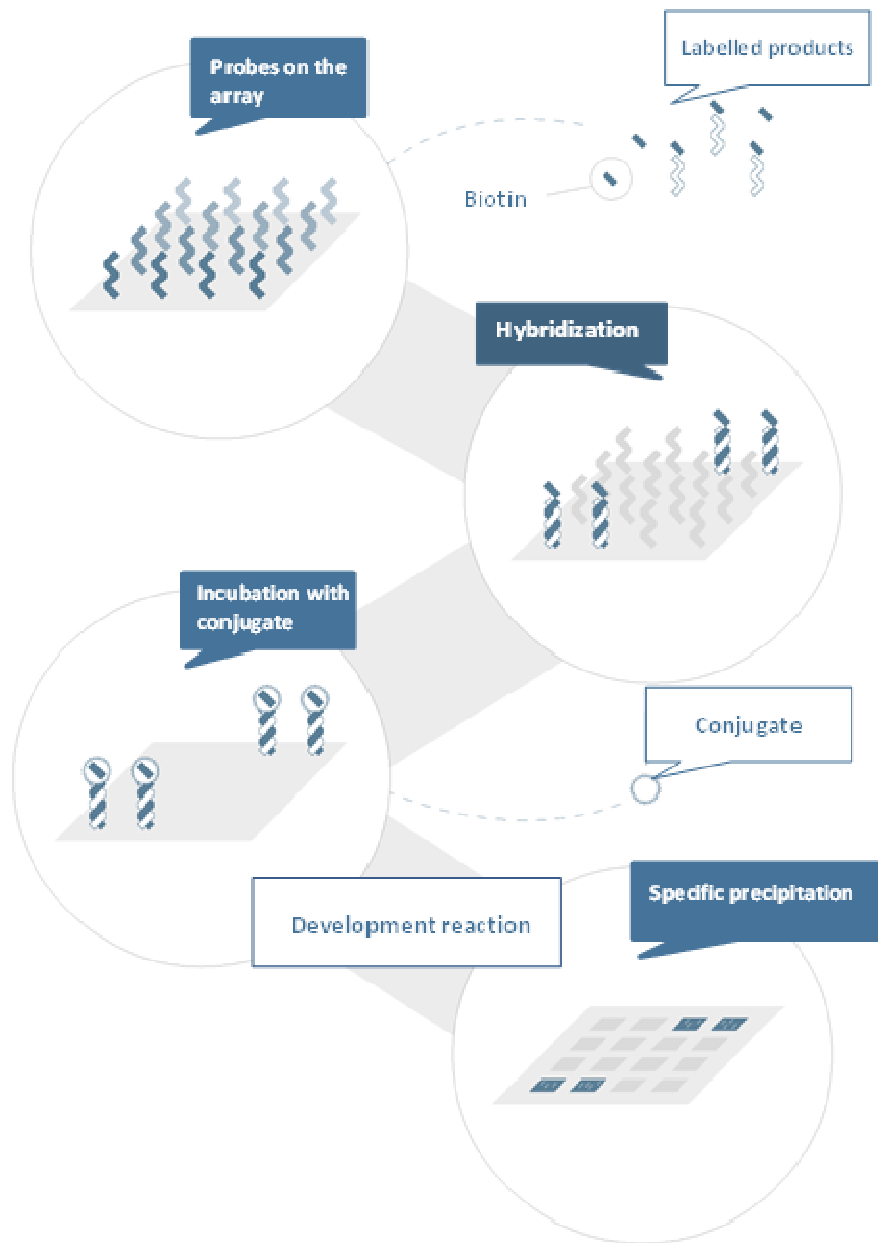 Labelled products
Probes on the
array
Biotin
Hybridization
Incubation with
conjugate
Conjugate
Specific precipitation
Development reaction